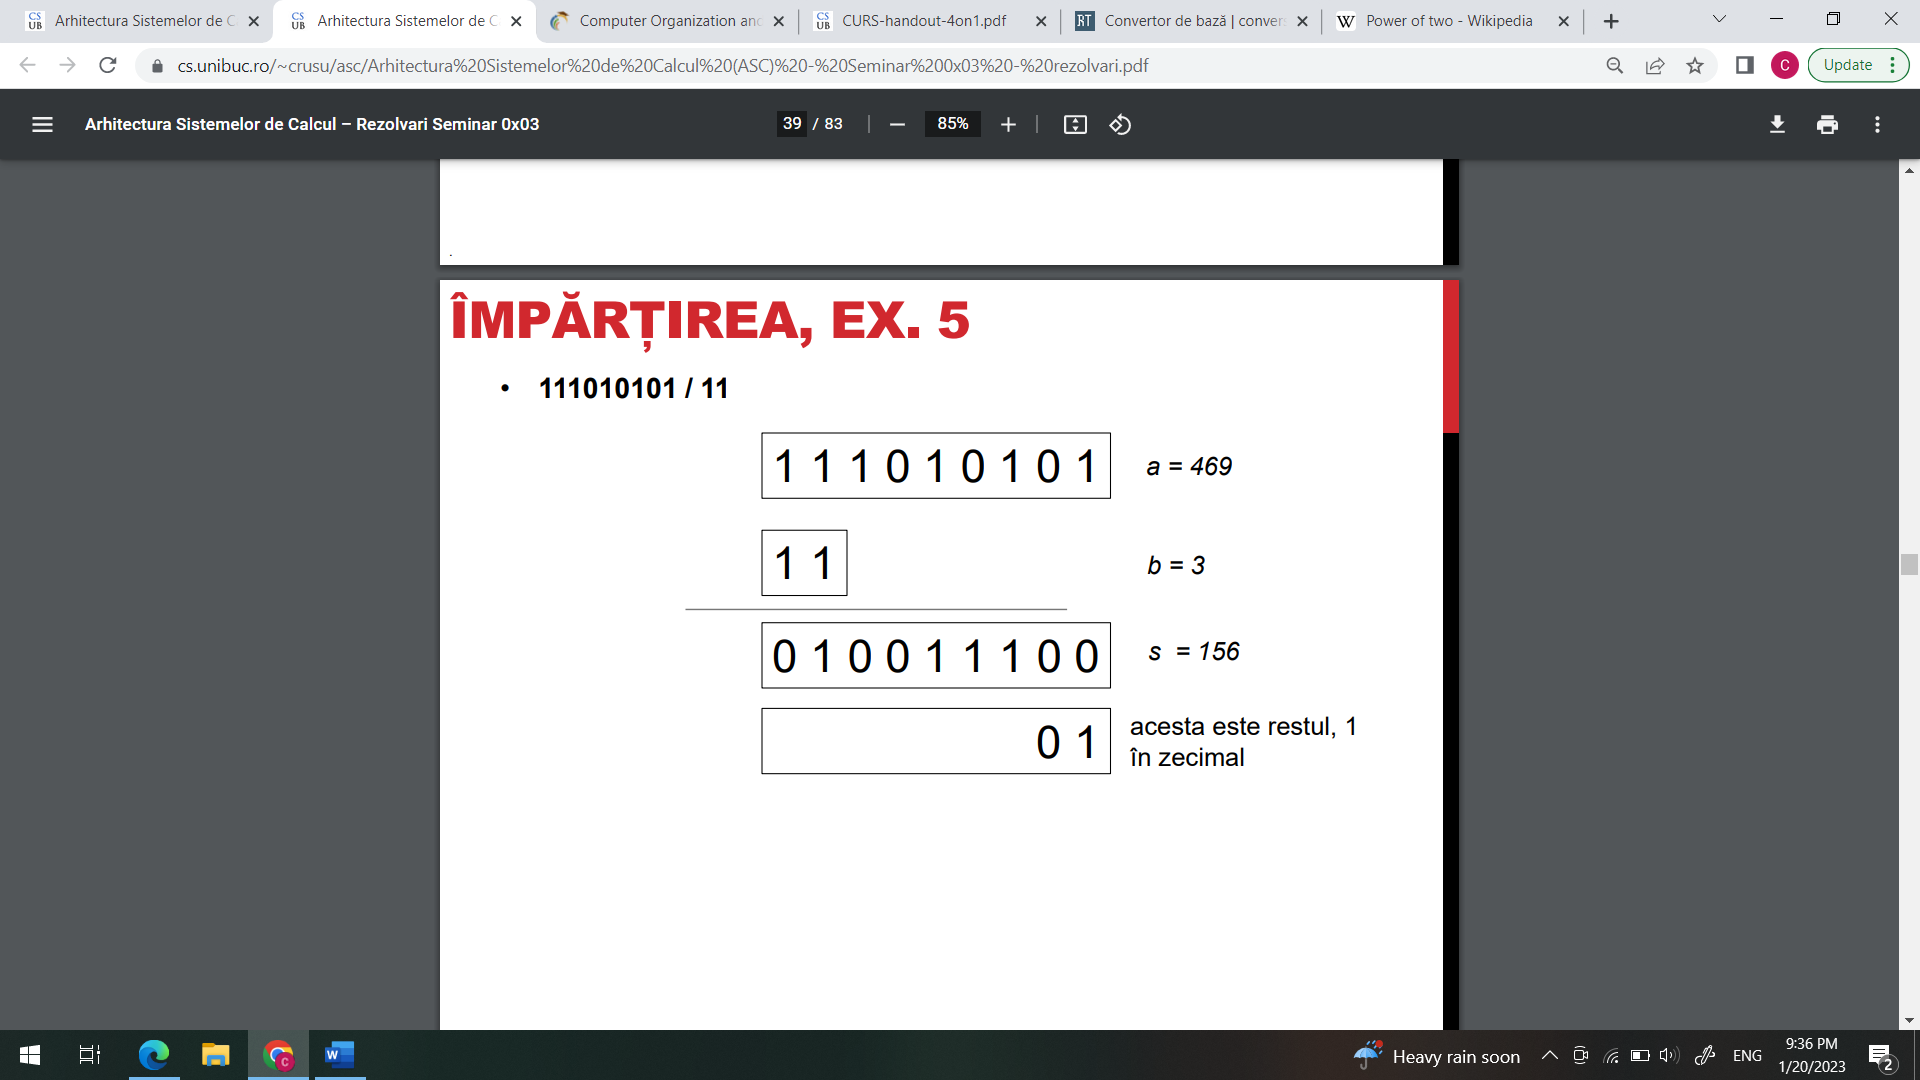 Arhitectura Sistemelor de C
Arhitectura Sistemelor de C
Computer Organization and
CURS-handout-4on1.pdf
RT Convertor de bază | conver
W Power of two - Wikipedia
cs.unibuc.ro/~crusu/asc/Arhitectura%20Sistemelor%20de%20Calcul%20(ASC)%20-%20Seminar%200x03%20-%20rezolvari.pdf
C
Update
Arhitectura Sistemelor de Calcul – Rezolvari Seminar 0x03
39 / 83
85%
.
ÎMPĂRȚIREA, EX. 5
• 111010101 / 11
1 1 1 0 1 0 1 0 1
a = 469
1 1
b = 3
0 1 0 0 1 1 1 0 0
s = 156
0 1
acesta este restul, 1
în zecimal
Heavy rain soon
ENG
9:36 PM
1/20/2023
2